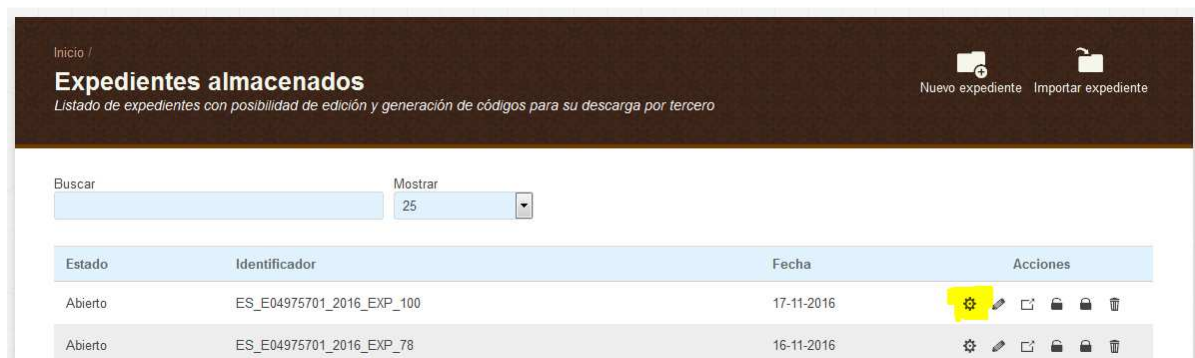 Inicio /
Expedientes almacenados
Listado de expedientes con posibilidad de edición y generación de códigos para su descarga por tercero
Nuevo expediente Importar expediente
Buscar Mostrar
25
Estado Identificador Fecha Acciones
Abierto ES_E04975701_2016_EXP_100 17-11-2016
Abierto ES_E04975701_2016_EXP_78 16-11-2016